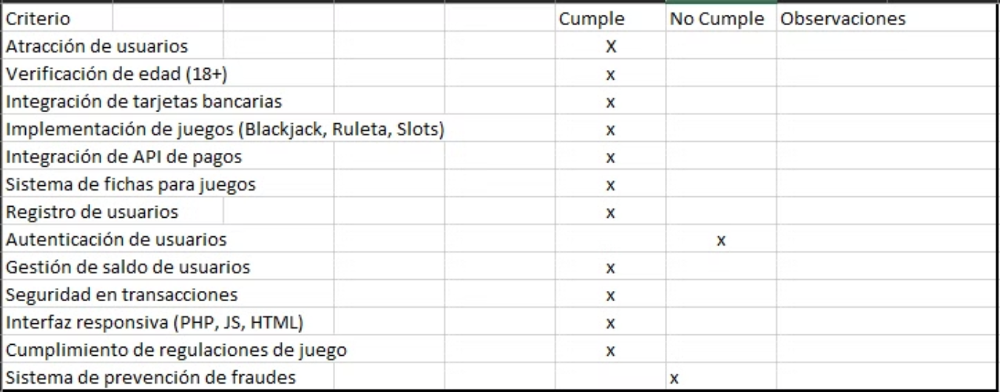 Criterio Cumple No Cumple Observaciones
Atracción de usuarios X
Verificación de edad (18+) x
Integración de tarjetas bancarias x
Implementación de juegos (Blackjack, Ruleta, Slots) x
Integración de API de pagos x
Sistema de fichas para juegos x
Registro de usuarios x
Autenticación de usuarios x
Gestión de saldo de usuarios x
Seguridad en transacciones x
Interfaz responsiva (PHP, JS, HTML) x
Cumplimiento de regulaciones de juego x
Sistema de prevención de fraudes x